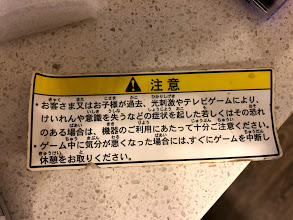 ⚠注意
・お客さま又はお子様が過去、光刺激やテレビゲームにより、
けいれんや意識を失うなどの症状を起した若しくはその恐れ
のある場合は、機器のご利用にあたって十分ご注意ください。
・ゲーム中に気分が悪くなった場合には、すぐにゲームを中断し
休憩をお取りください。